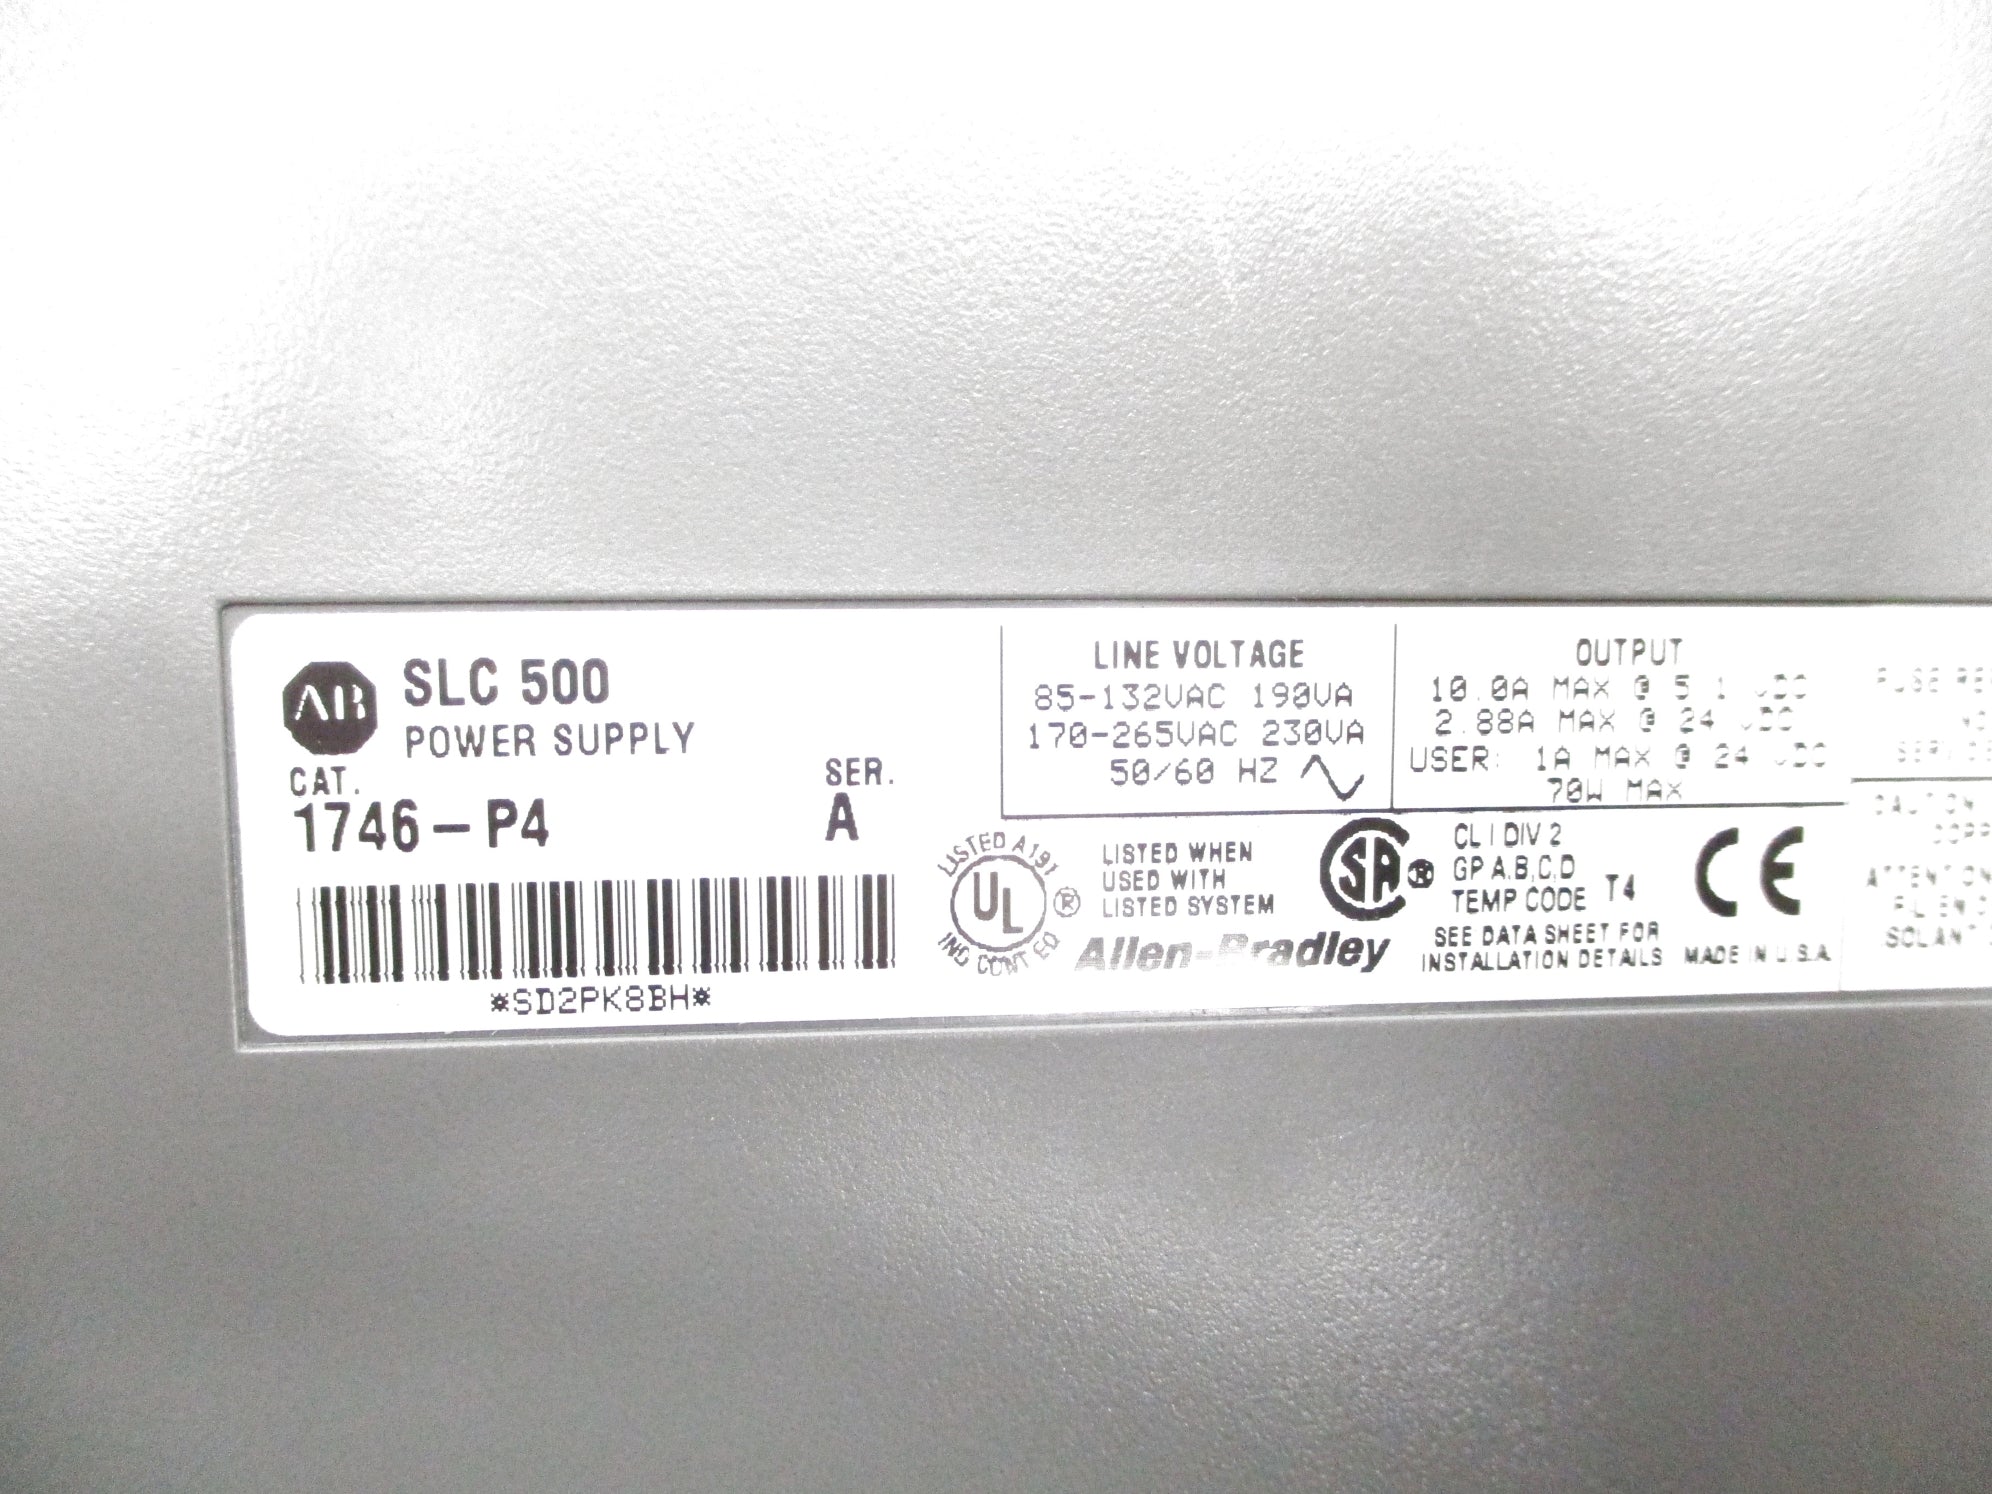 AB SLC 500
POWER SUPPLY
CAT. SER.
1746-P4 A
*SD2PK8BH*
LINE VOLTAGE
85-132VAC 190VA
170-265VAC 230VA
50/60 HZ
OUTPUT
10.0A MAX @ 5.1 VDC
2.88A MAX @ 24 VDC
USER: 1A MAX @ 24 VDC
70W MAX
LISTED A191
UL ®
IND CONT EQ
LISTED WHEN
USED WITH
LISTED SYSTEM
Allen-Bradley
SA ®
CL I DIV 2
GP A,B,C,D
TEMP CODE T4
SEE DATA SHEET FOR
INSTALLATION DETAILS
CE
MADE IN U.S.A.
FUSE
CAUTION